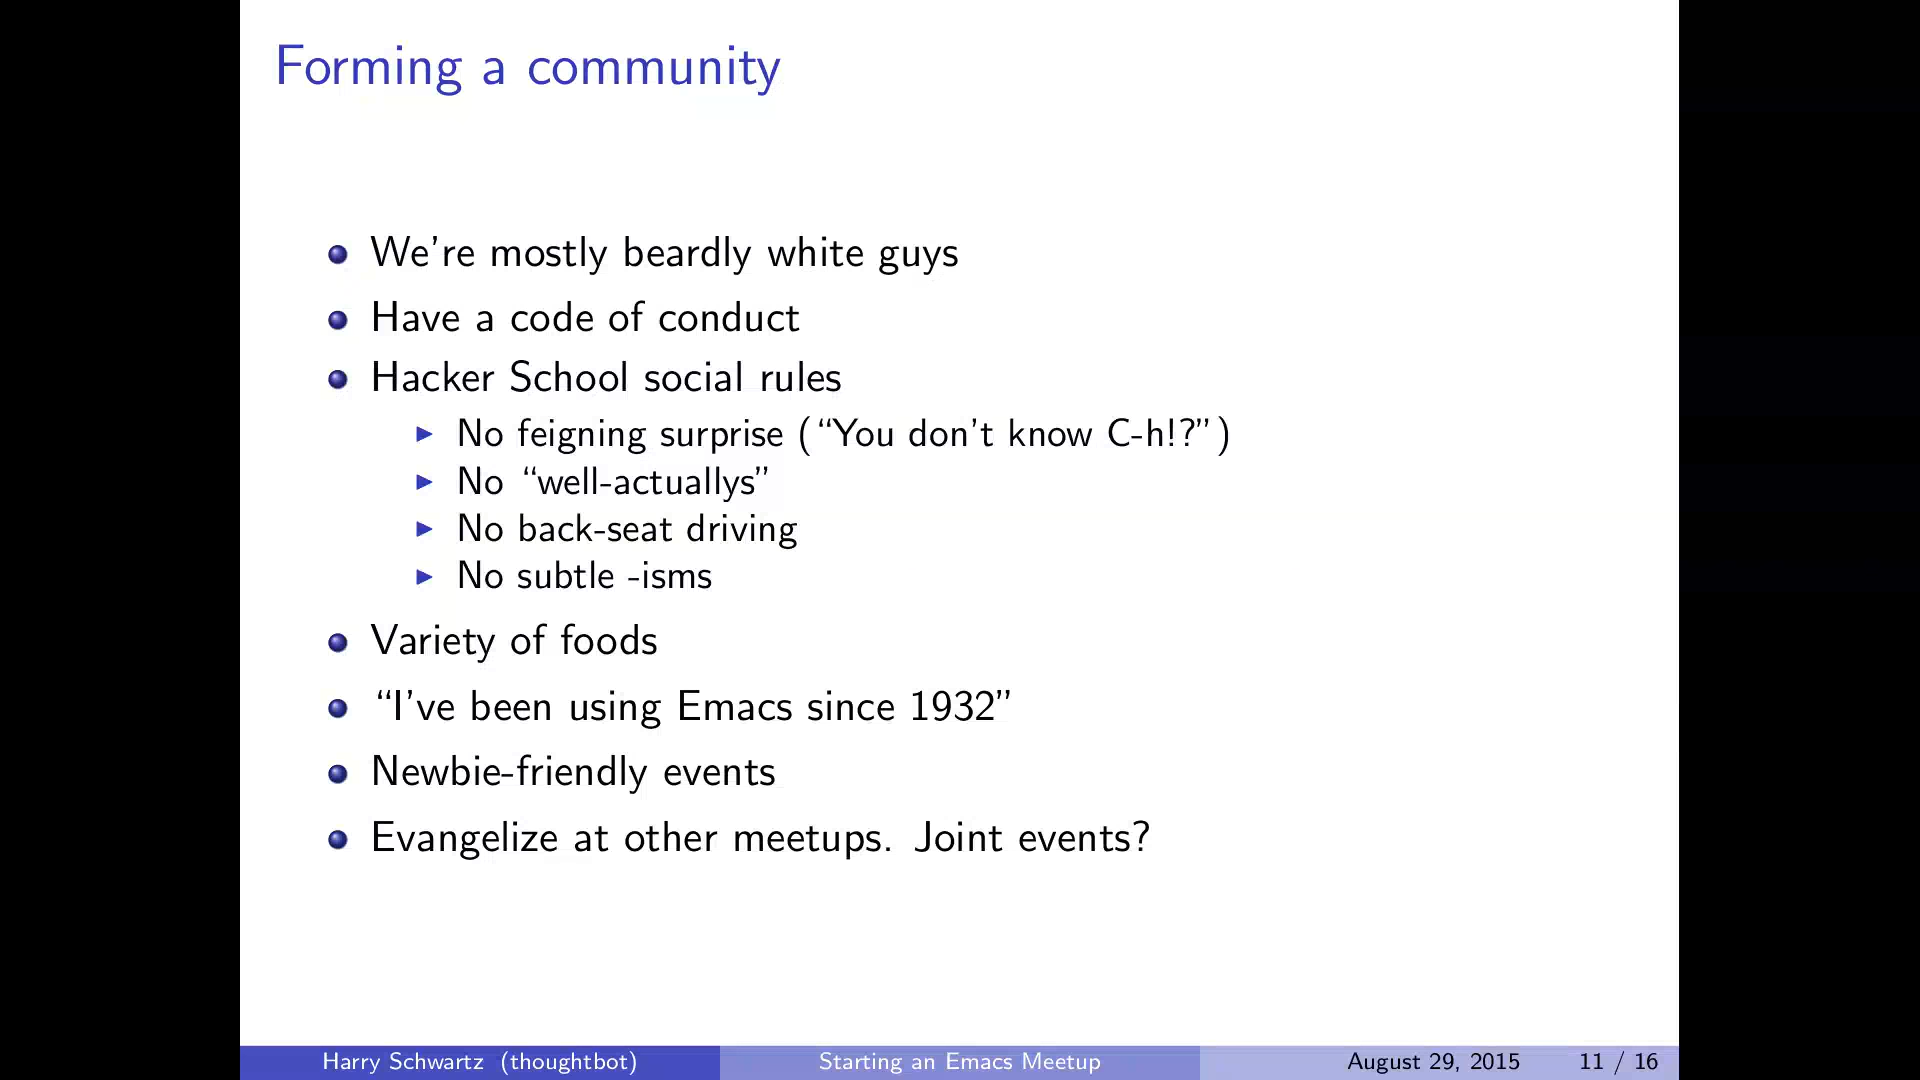 Forming a community
We're mostly beardly white guys
Have a code of conduct
Hacker School social rules
No feigning surprise (“You don't know C-h!?”)
No “well-actuallys”
No back-seat driving
No subtle -isms
Variety of foods
“I've been using Emacs since 1932”
Newbie-friendly events
Evangelize at other meetups. Joint events?
Harry Schwartz (thoughtbot) Starting an Emacs Meetup August 29, 2015 11 / 16